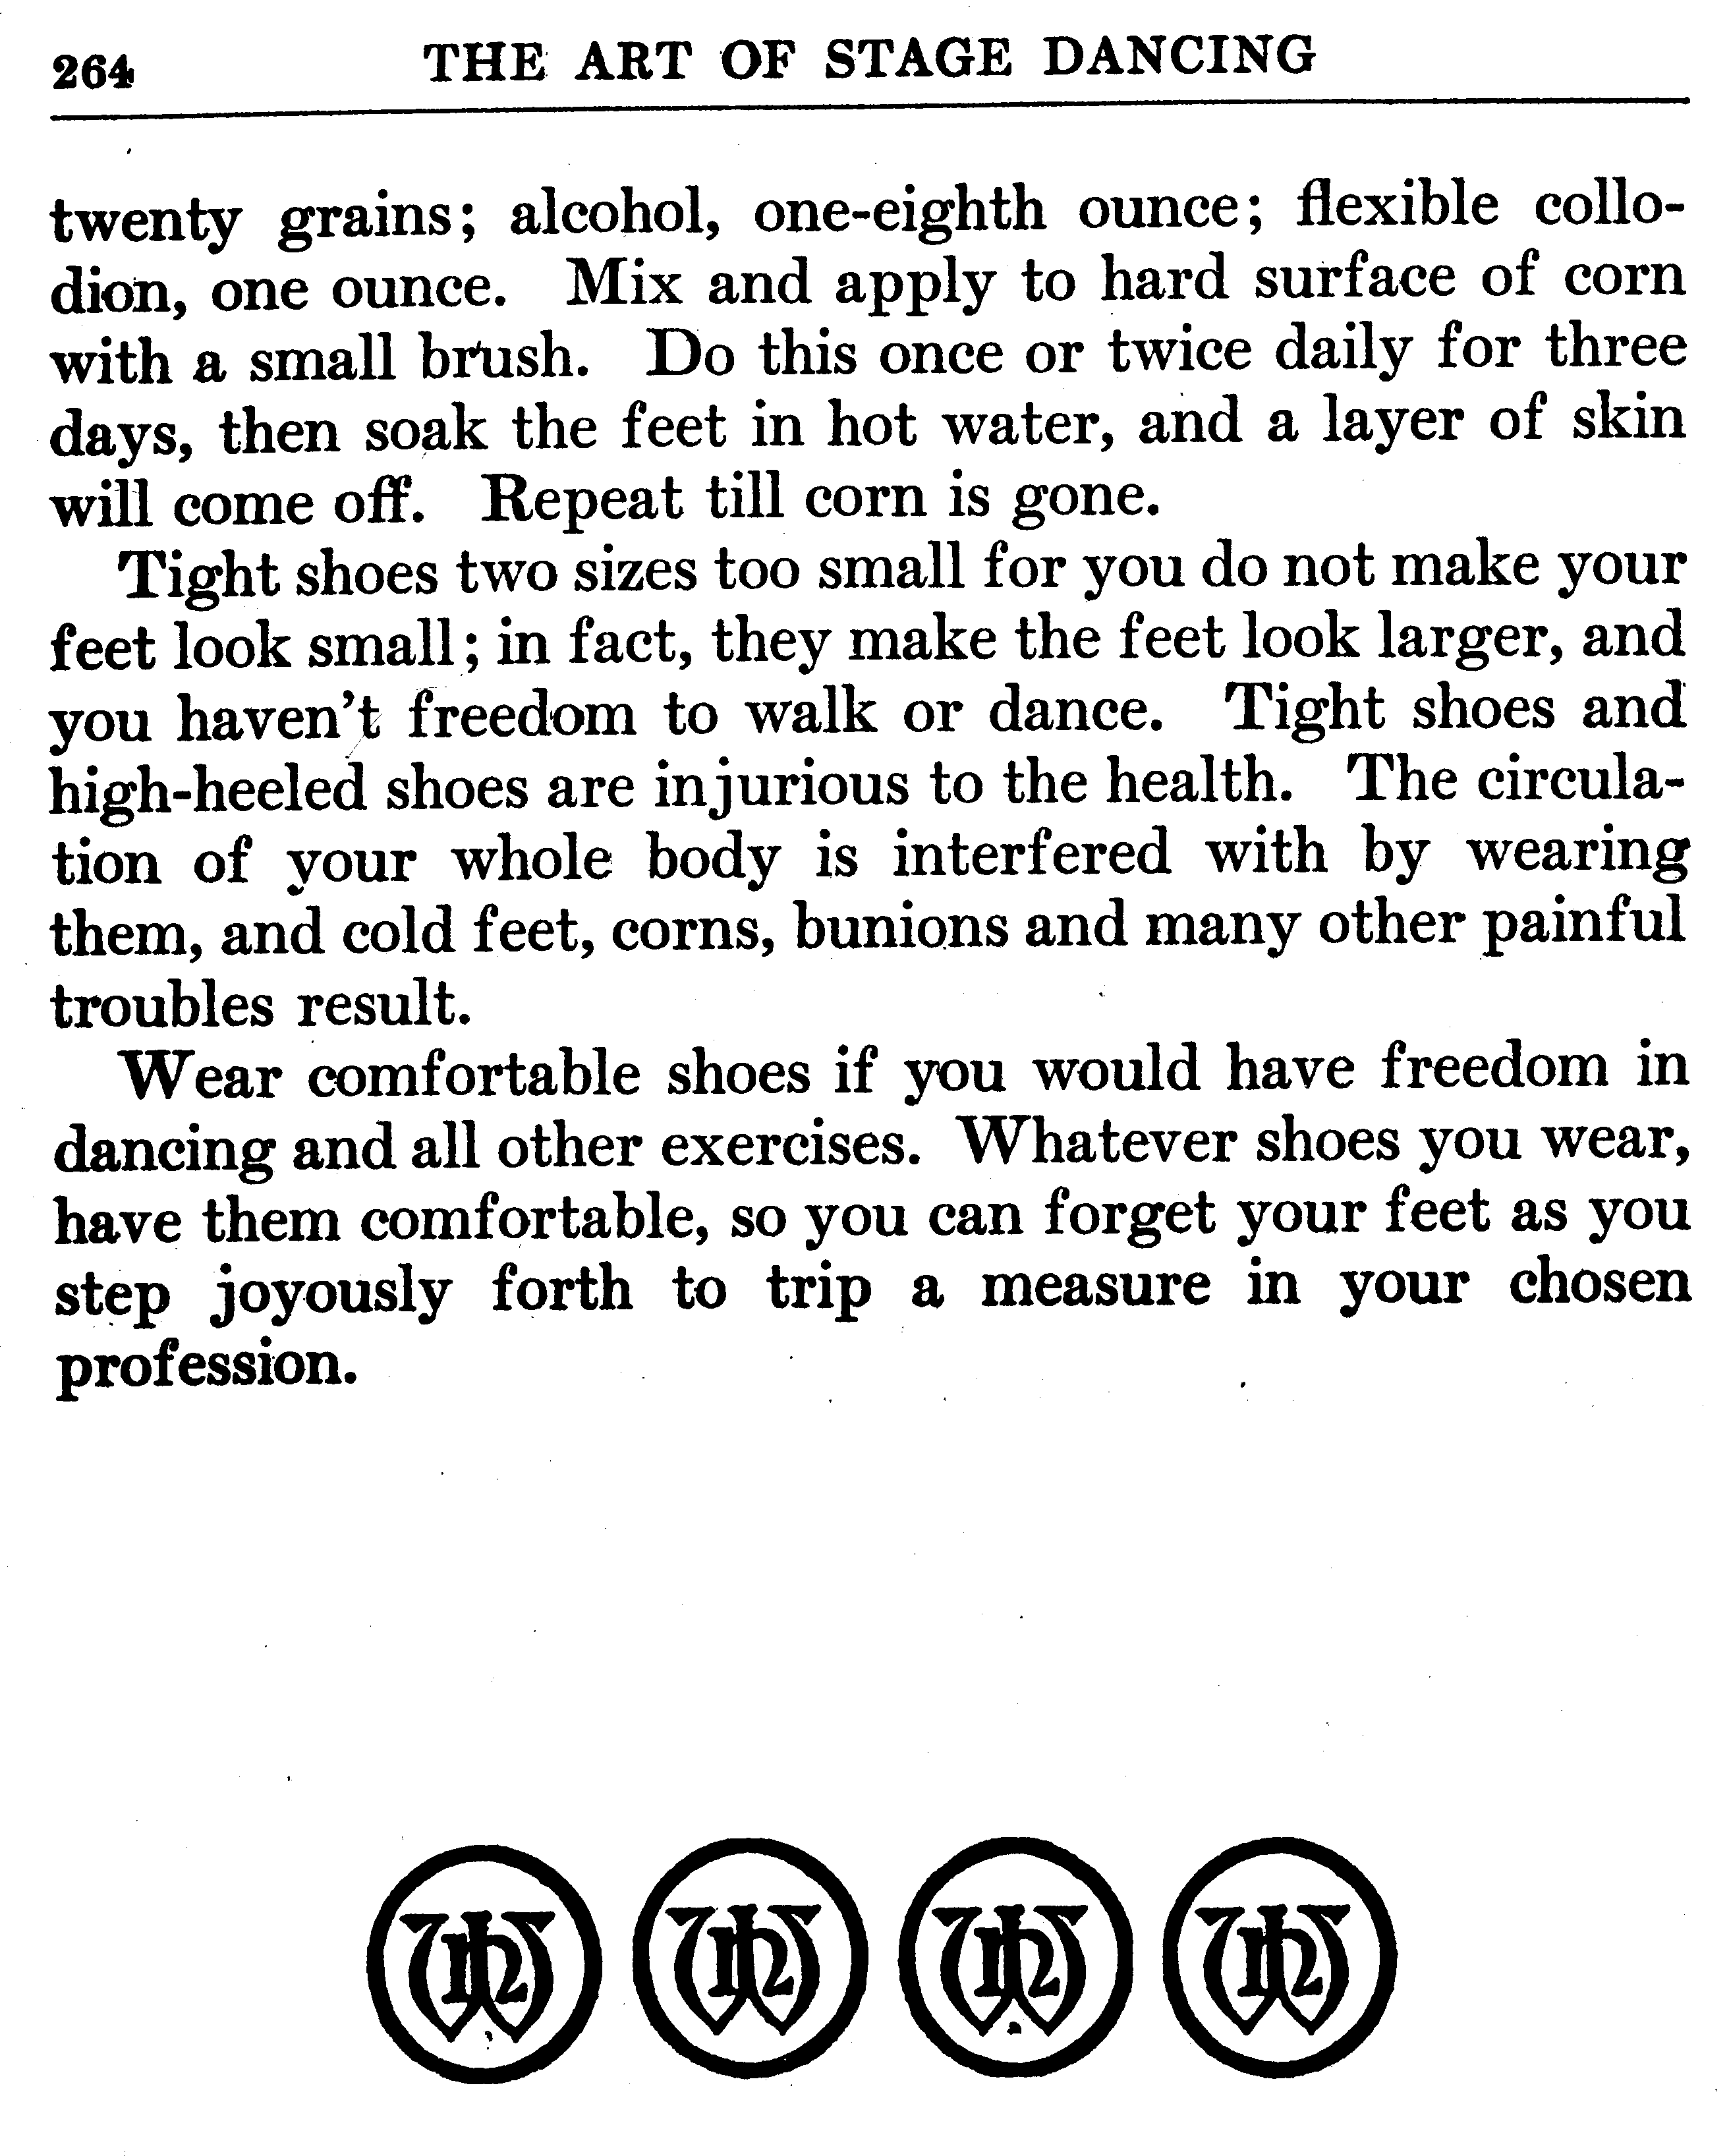 264 THE ART OF STAGE DANCING
twenty grains; alcohol, one-eighth ounce; flexible collo-
dion, one ounce. Mix and apply to hard surface of corn
with a small brush. Do this once or twice daily for three
days, then soak the feet in hot water, and a layer of skin
will come off. Repeat till corn is gone.
Tight shoes two sizes too small for you do not make your
feet look small; in fact, they make the feet look larger, and
you haven't freedom to walk or dance. Tight shoes and
high-heeled shoes are injurious to the health. The circula-
tion of your whole body is interfered with by wearing
them, and cold feet, corns, bunions and many other painful
troubles result.
Wear comfortable shoes if you would have freedom in
dancing and all other exercises. Whatever shoes you wear,
have them comfortable, so you can forget your feet as you
step joyously forth to trip a measure in your chosen
profession.